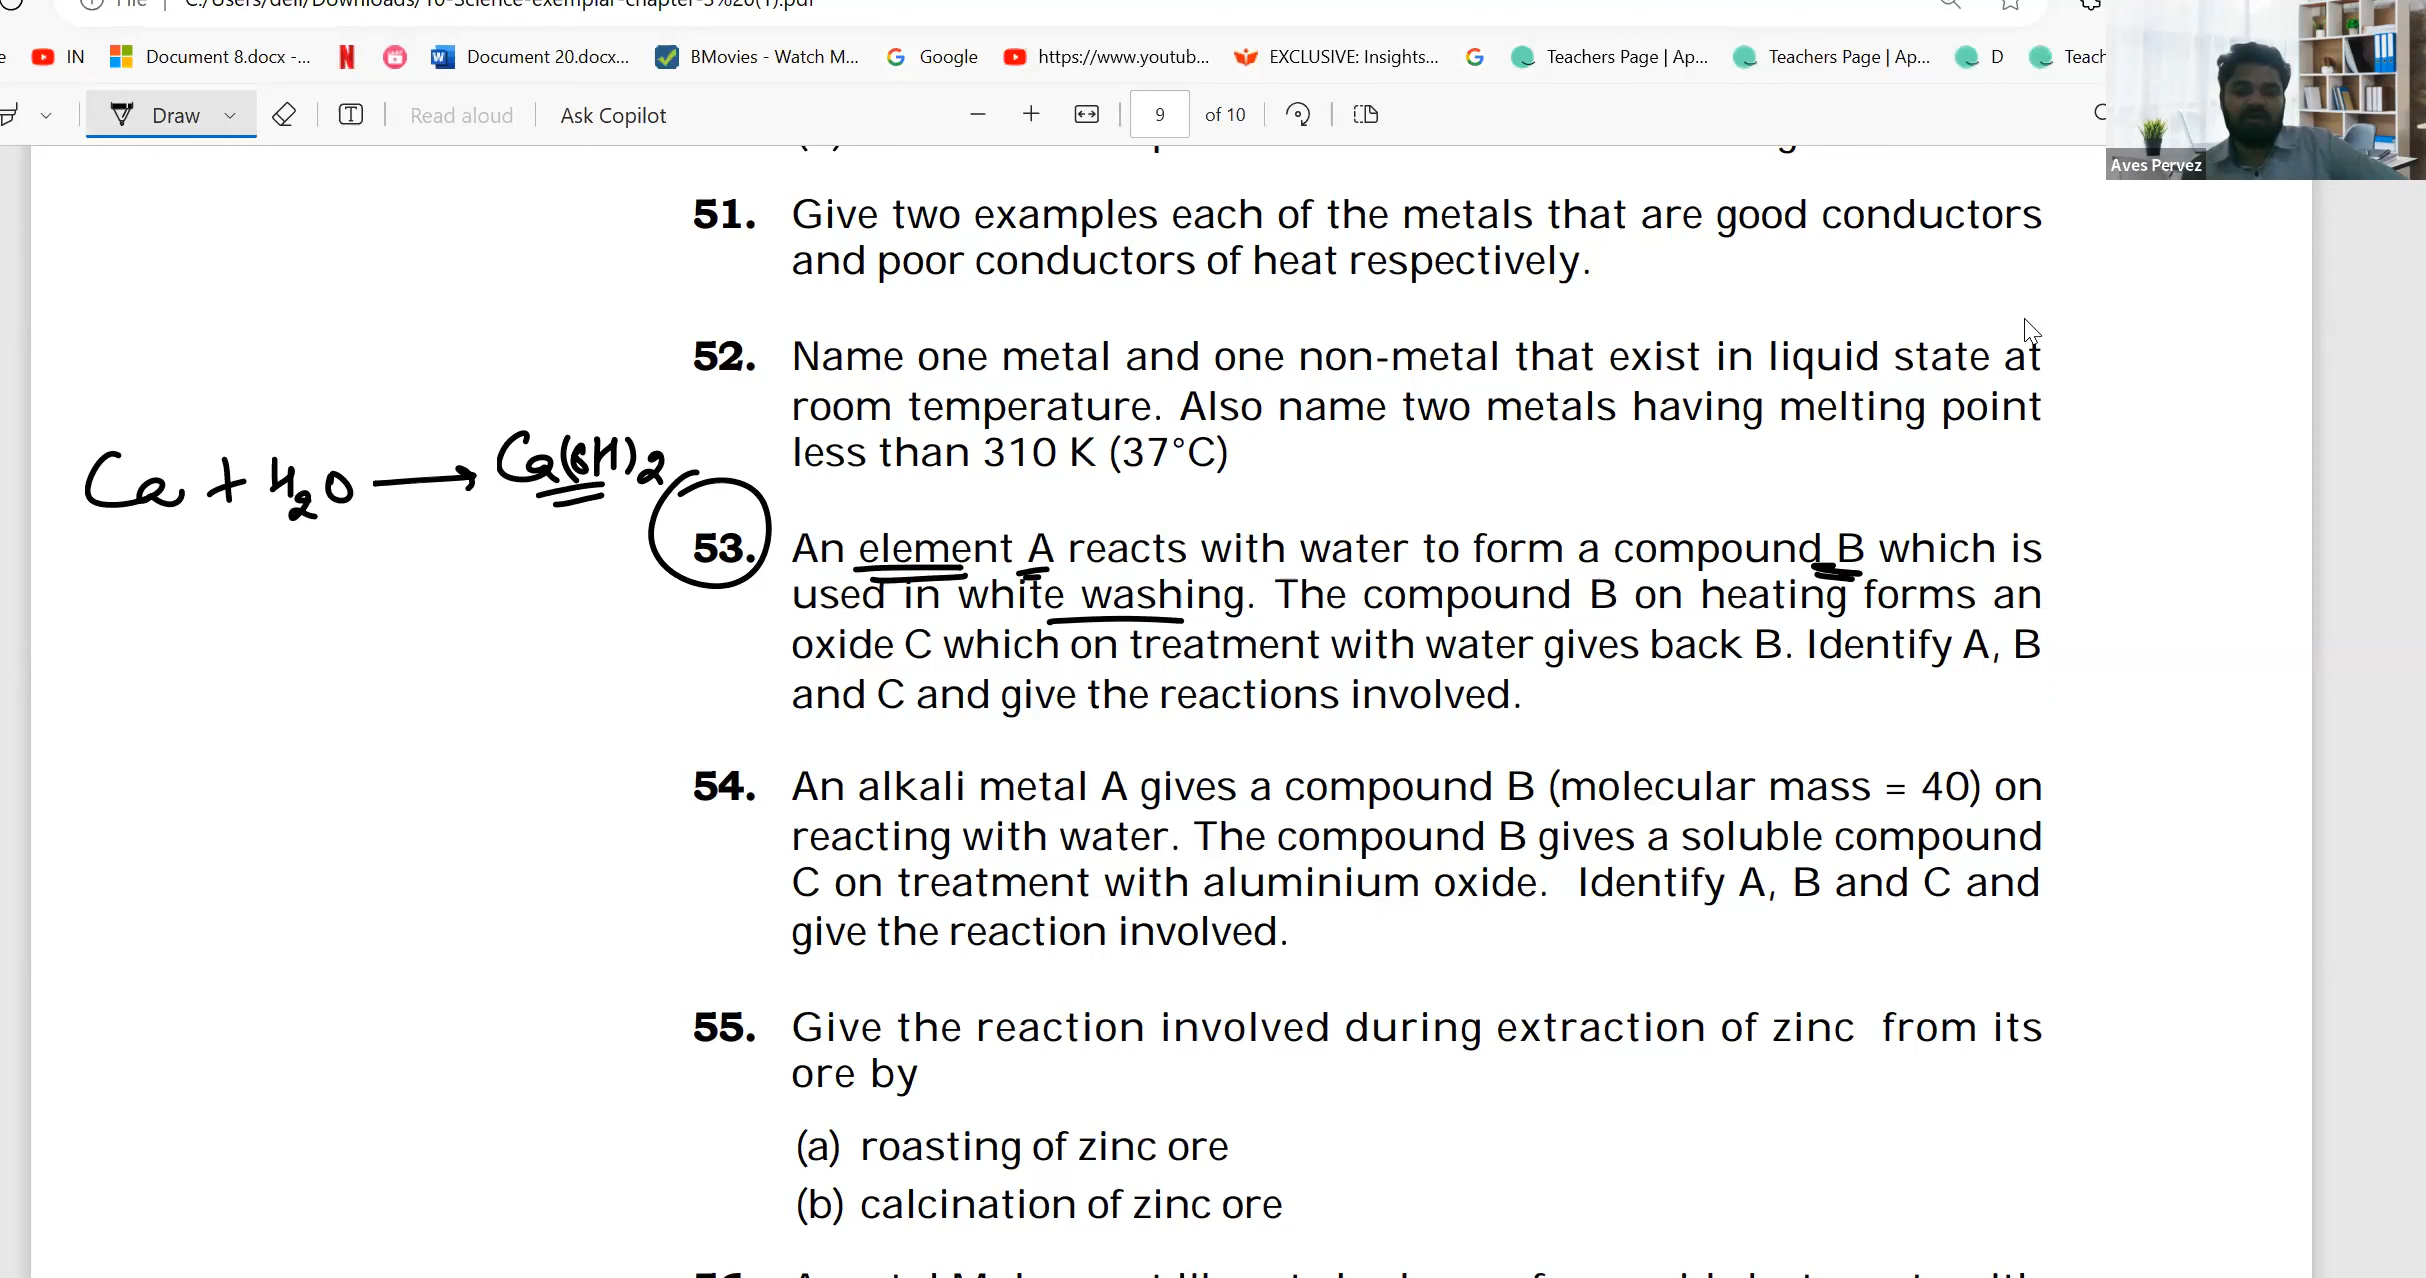 File | C:/Users/dell/Downloads/10-Science-exemplar-chapter-3%20(1).pdf
IN Document 8.docx -... Document 20.docx... BMovies - Watch M... Google https://www.youtub... EXCLUSIVE: Insights... Teachers Page | Ap... Teachers Page | Ap... D Teach
Draw Read aloud Ask Copilot 9 of 10
Aves Pervez
51. Give two examples each of the metals that are good conductors
and poor conductors of heat respectively.
52. Name one metal and one non-metal that exist in liquid state at
room temperature. Also name two metals having melting point
less than 310 K (37°C)
Ca + H2O → Ca(OH)2
53. An element A reacts with water to form a compound B which is
used in white washing. The compound B on heating forms an
oxide C which on treatment with water gives back B. Identify A, B
and C and give the reactions involved.
54. An alkali metal A gives a compound B (molecular mass = 40) on
reacting with water. The compound B gives a soluble compound
C on treatment with aluminium oxide. Identify A, B and C and
give the reaction involved.
55. Give the reaction involved during extraction of zinc from its
ore by
(a) roasting of zinc ore
(b) calcination of zinc ore